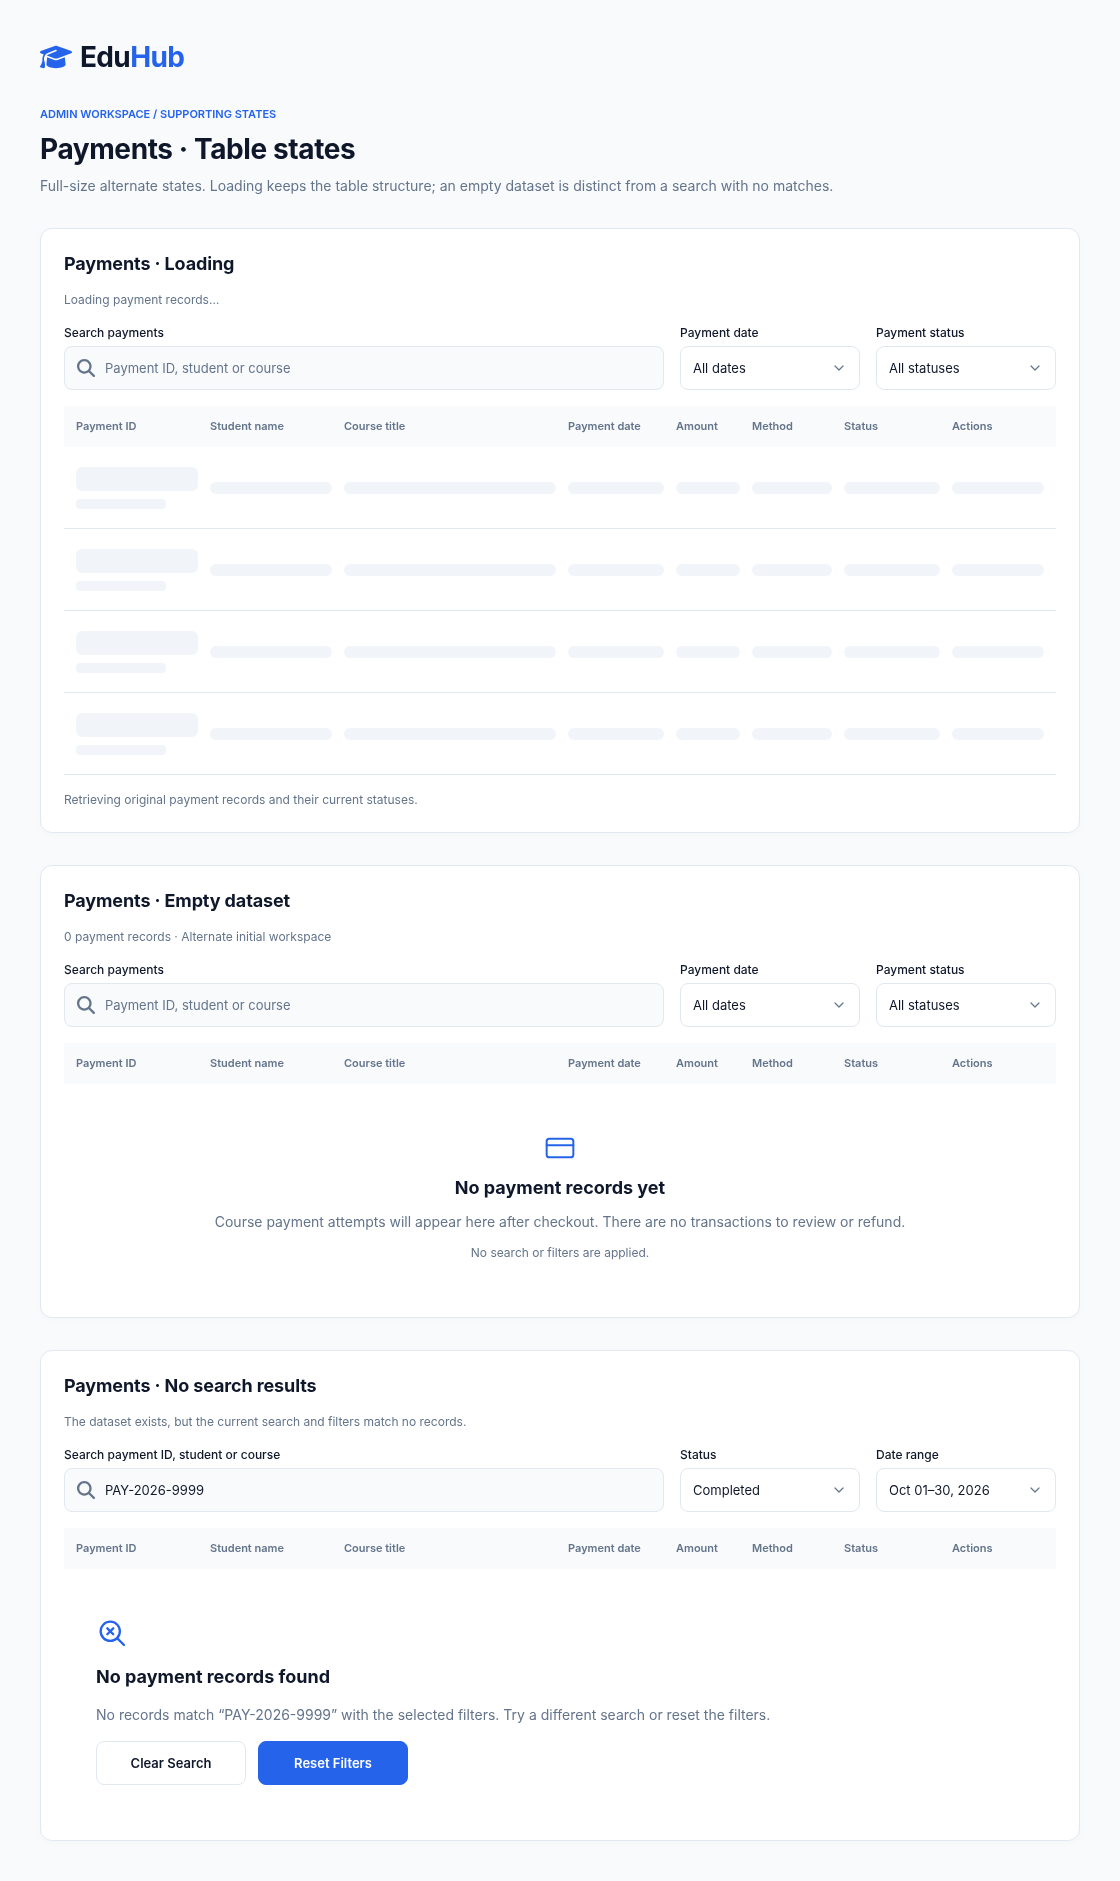 EduHub
ADMIN WORKSPACE / SUPPORTING STATES
Payments · Table states
Full-size alternate states. Loading keeps the table structure; an empty dataset is distinct from a search with no matches.
Payments · Loading
Loading payment records...
Search payments Payment date Payment status
Payment ID, student or course All dates All statuses
Payment ID Student name Course title Payment date Amount Method Status Actions
Retrieving original payment records and their current statuses.
Payments · Empty dataset
0 payment records · Alternate initial workspace
Search payments Payment date Payment status
Payment ID, student or course All dates All statuses
Payment ID Student name Course title Payment date Amount Method Status Actions
No payment records yet
Course payment attempts will appear here after checkout. There are no transactions to review or refund.
No search or filters are applied.
Payments · No search results
The dataset exists, but the current search and filters match no records.
Search payment ID, student or course Status Date range
PAY-2026-9999 Completed Oct 01–30, 2026
Payment ID Student name Course title Payment date Amount Method Status Actions
No payment records found
No records match “PAY-2026-9999” with the selected filters. Try a different search or reset the filters.
Clear Search Reset Filters